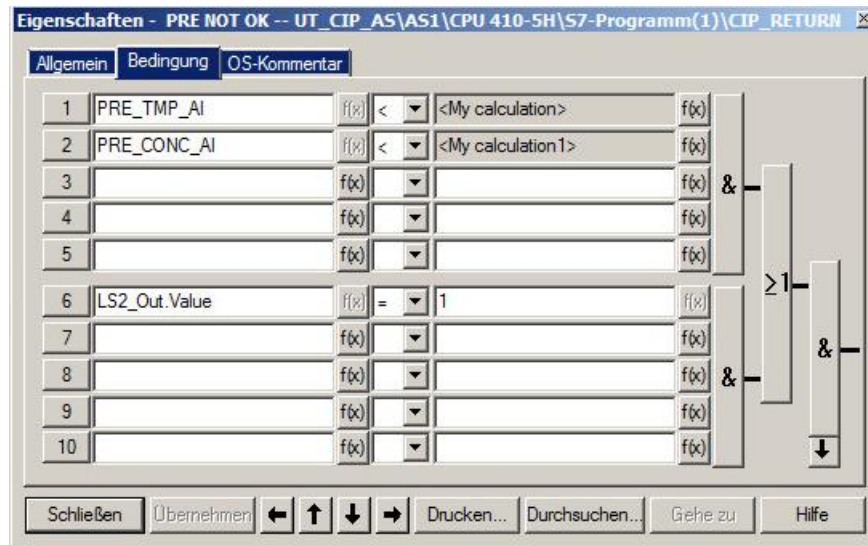 Eigenschaften - PRE NOT OK -- UT_CIP_AS\AS1\CPU 410-5H\S7-Programm(1)\CIP_RETURN
Allgemein Bedingung OS-Kommentar
1 PRE_TMP_AI f(x) < <My calculation> f(x)
2 PRE_CONC_AI f(x) < <My calculation1> f(x)
3 f(x) f(x) &
4 f(x) f(x)
5 f(x) f(x)
≥1
6 LS2_Out.Value f(x) = 1 f(x)
7 f(x) f(x) &
8 f(x) f(x) &
9 f(x) f(x)
10 f(x) f(x)
Schließen Übernehmen Drucken... Durchsuchen... Gehe zu Hilfe